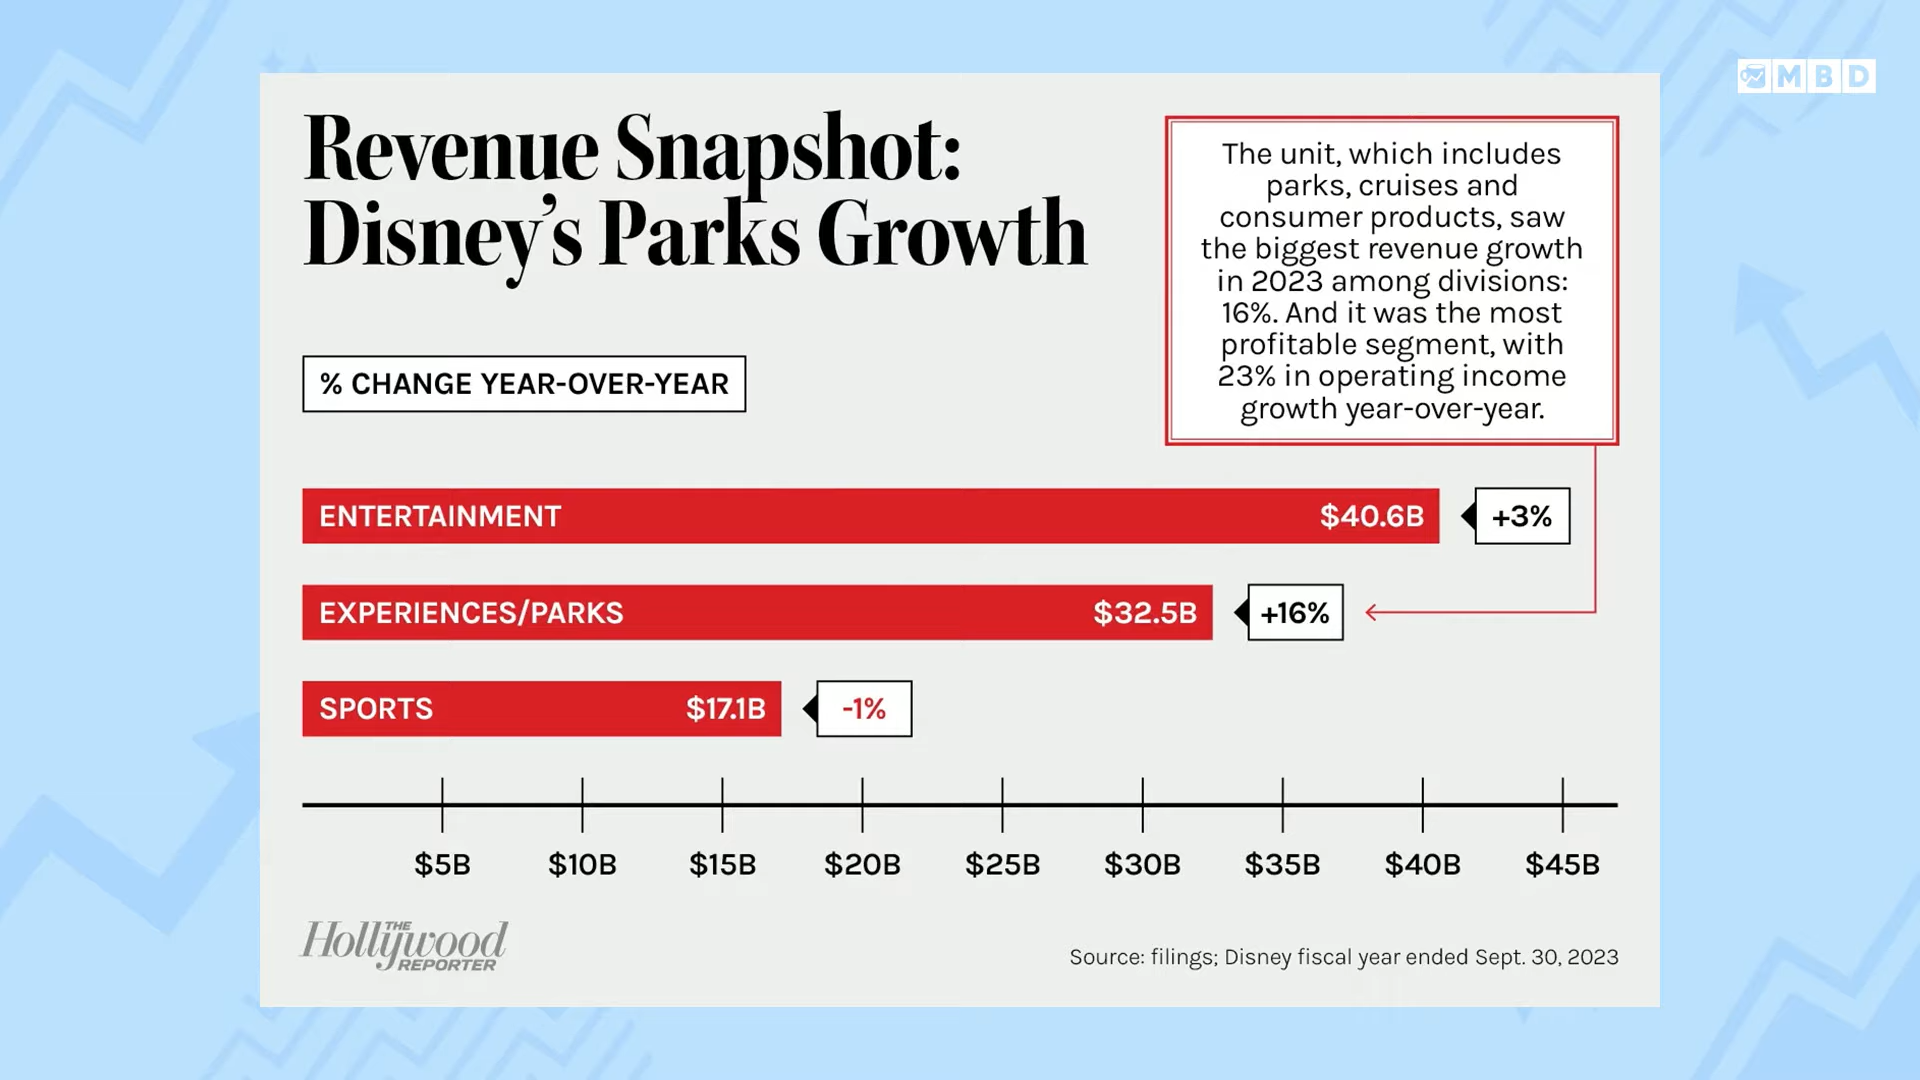 MBD
Revenue Snapshot:
Disney's Parks Growth
The unit, which includes
parks, cruises and
consumer products, saw
the biggest revenue growth
in 2023 among divisions:
16%. And it was the most
profitable segment, with
23% in operating income
growth year-over-year.
% CHANGE YEAR-OVER-YEAR
ENTERTAINMENT $40.6B +3%
EXPERIENCES/PARKS $32.5B +16%
SPORTS $17.1B -1%
$5B $10B $15B $20B $25B $30B $35B $40B $45B
THE
Hollywood
REPORTER
Source: filings; Disney fiscal year ended Sept. 30, 2023